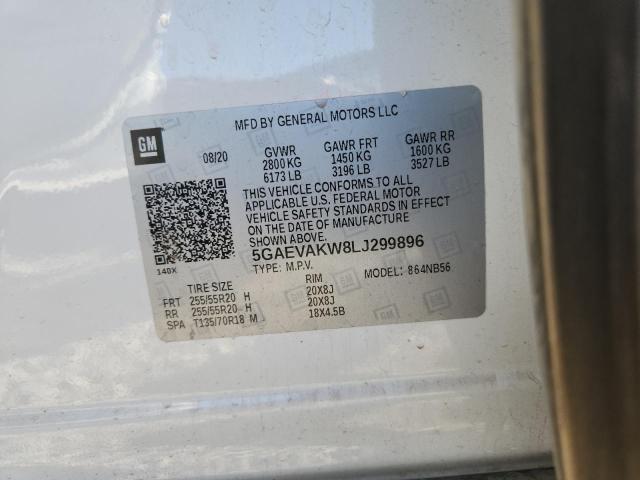 MFD BY GENERAL MOTORS LLC
GM
08/20 GVWR GAWR FRT GAWR RR
2800 KG 1450 KG 1600 KG
6173 LB 3196 LB 3527 LB
THIS VEHICLE CONFORMS TO ALL
APPLICABLE U.S. FEDERAL MOTOR
VEHICLE SAFETY STANDARDS IN EFFECT
ON THE DATE OF MANUFACTURE
SHOWN ABOVE.
140X
5GAEVAKW8LJ299896
TYPE: M.P.V. MODEL: 864NB56
TIRE SIZE RIM
FRT 255/55R20 H 20X8J
RR 255/55R20 H 20X8J
SPA T135/70R18 M 18X4.5B